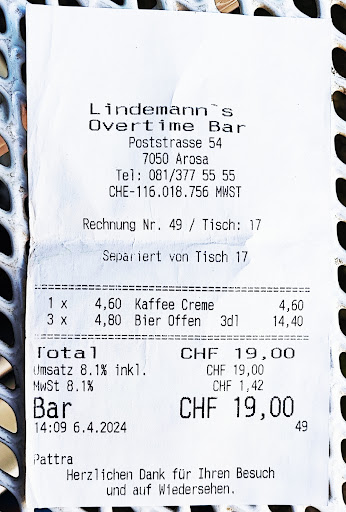 Lindemann`s
Overtime Bar
Poststrasse 54
7050 Arosa
Tel: 081/377 55 55
CHE-116.018.756 MWST
Rechnung Nr. 49 / Tisch: 17
Separiert von Tisch 17
1 x 4,60 Kaffee Creme 4,60
3 x 4,80 Bier Offen 3dl 14,40
Total CHF 19,00
Umsatz 8.1% inkl. CHF 19,00
MwSt 8.1% CHF 1,42
Bar CHF 19,00
14:09 6.4.2024 49
Pattra
Herzlichen Dank für Ihren Besuch
und auf Wiedersehen.